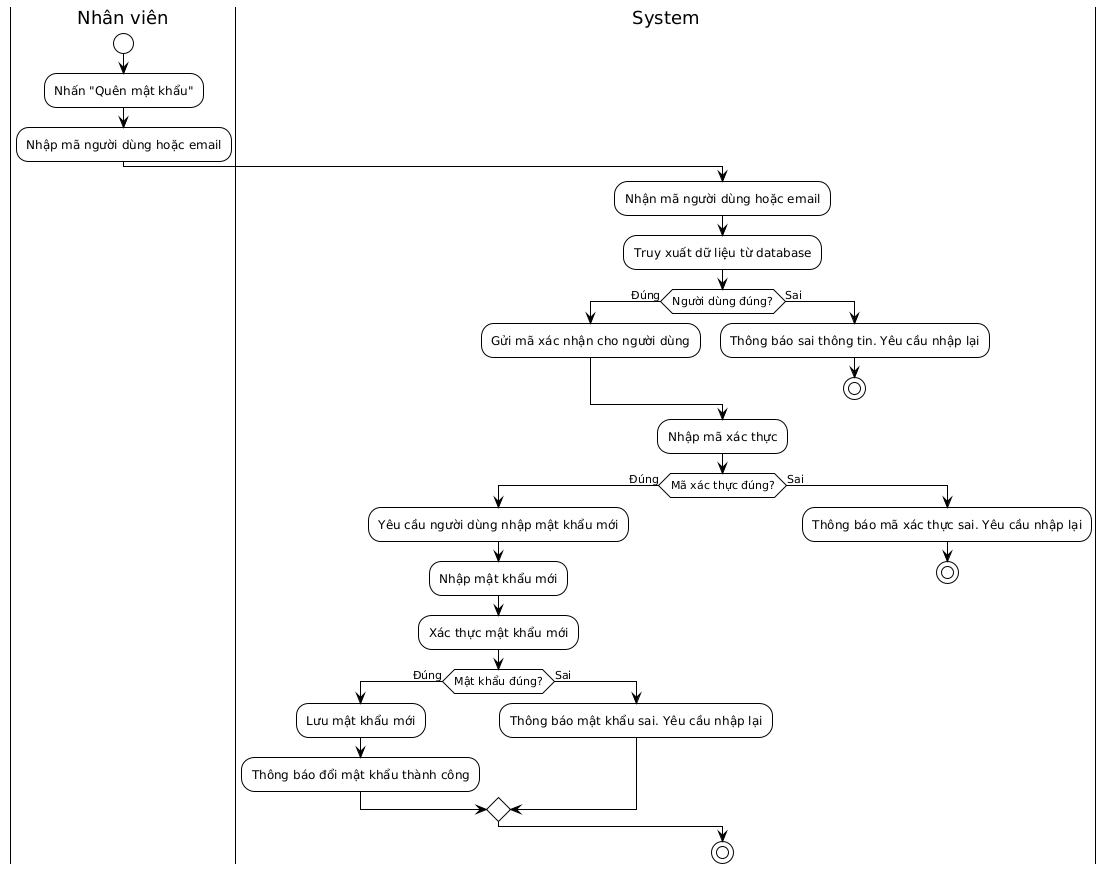 Nhân viên
System
Nhấn "Quên mật khẩu"
Nhập mã người dùng hoặc email
Nhận mã người dùng hoặc email
Truy xuất dữ liệu từ database
Đúng
Người dùng đúng?
Sai
Gửi mã xác nhận cho người dùng
Thông báo sai thông tin. Yêu cầu nhập lại
Nhập mã xác thực
Đúng
Mã xác thực đúng?
Sai
Yêu cầu người dùng nhập mật khẩu mới
Thông báo mã xác thực sai. Yêu cầu nhập lại
Nhập mật khẩu mới
Xác thực mật khẩu mới
Đúng
Mật khẩu đúng?
Sai
Lưu mật khẩu mới
Thông báo mật khẩu sai. Yêu cầu nhập lại
Thông báo đổi mật khẩu thành công